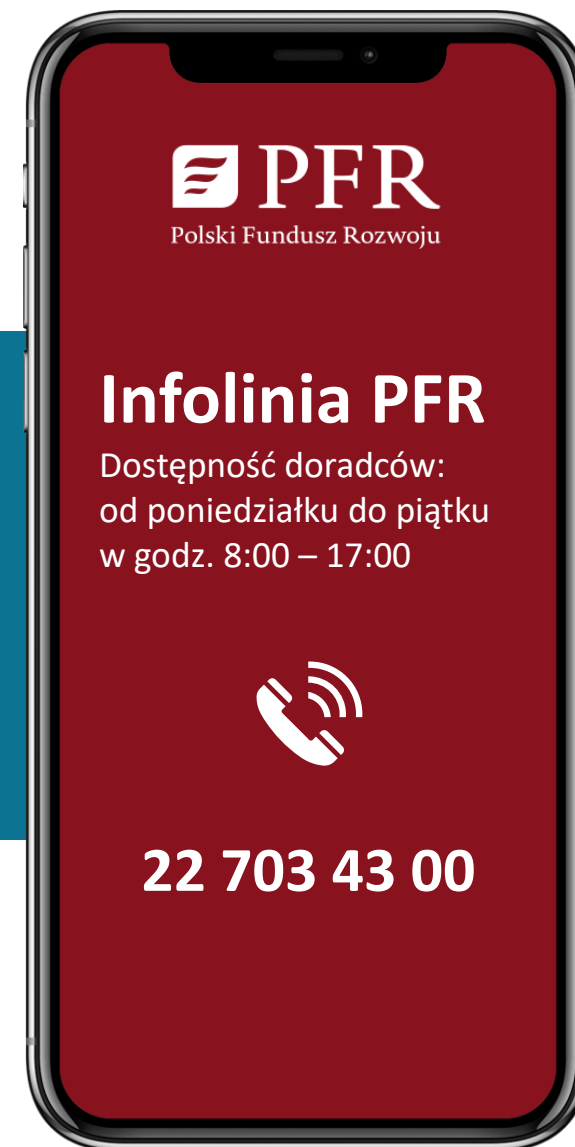 PFR
Polski Fundusz Rozwoju
Infolinia PFR
Dostępność doradców:
od poniedziałku do piątku
w godz. 8:00 – 17:00
22 703 43 00